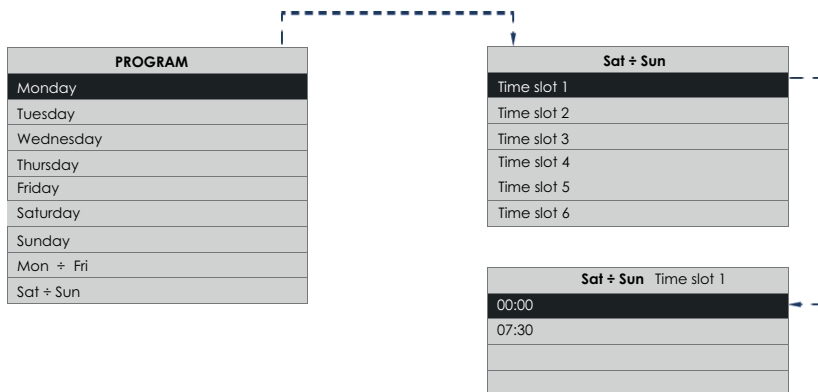 PROGRAM
Monday
Tuesday
Wednesday
Thursday
Friday
Saturday
Sunday
Mon ÷ Fri
Sat ÷ Sun
Sat ÷ Sun
Time slot 1
Time slot 2
Time slot 3
Time slot 4
Time slot 5
Time slot 6
Sat ÷ Sun Time slot 1
00:00
07:30